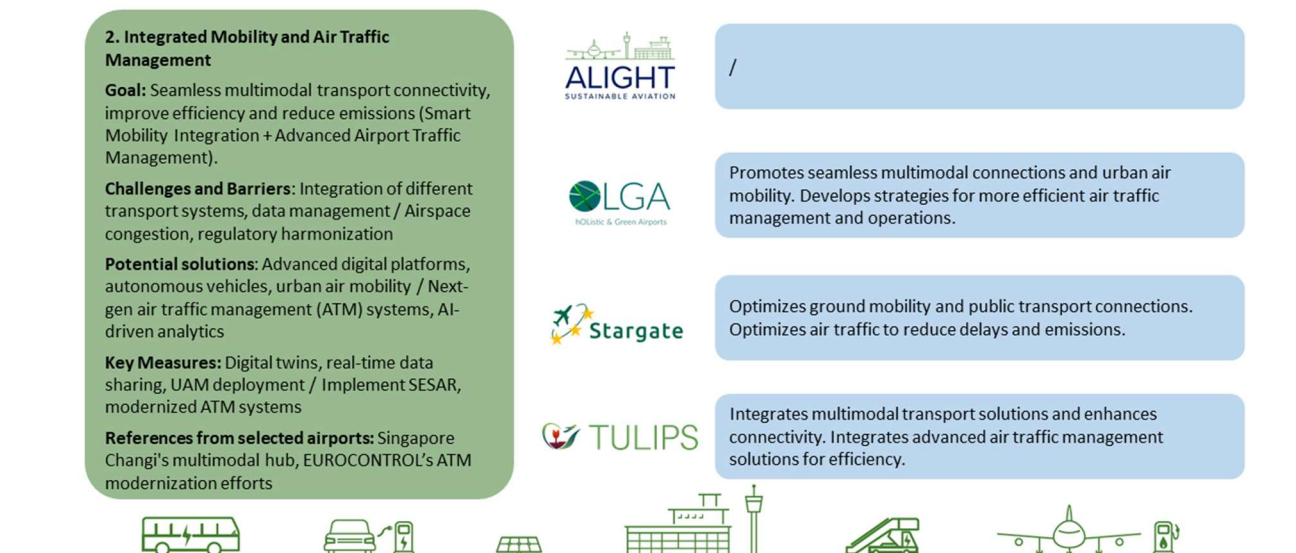 2. Integrated Mobility and Air Traffic
Management
Goal: Seamless multimodal transport connectivity,
improve efficiency and reduce emissions (Smart
Mobility Integration + Advanced Airport Traffic
Management).
Challenges and Barriers: Integration of different
transport systems, data management / Airspace
congestion, regulatory harmonization
Potential solutions: Advanced digital platforms,
autonomous vehicles, urban air mobility / Next-
gen air traffic management (ATM) systems, AI-
driven analytics
Key Measures: Digital twins, real-time data
sharing, UAM deployment / Implement SESAR,
modernized ATM systems
References from selected airports: Singapore
Changi's multimodal hub, EUROCONTROL’s ATM
modernization efforts
ALIGHT
SUSTAINABLE AVIATION
/
OLGA
hOListic & Green Airports
Promotes seamless multimodal connections and urban air
mobility. Develops strategies for more efficient air traffic
management and operations.
Stargate
Optimizes ground mobility and public transport connections.
Optimizes air traffic to reduce delays and emissions.
TULIPS
Integrates multimodal transport solutions and enhances
connectivity. Integrates advanced air traffic management
solutions for efficiency.